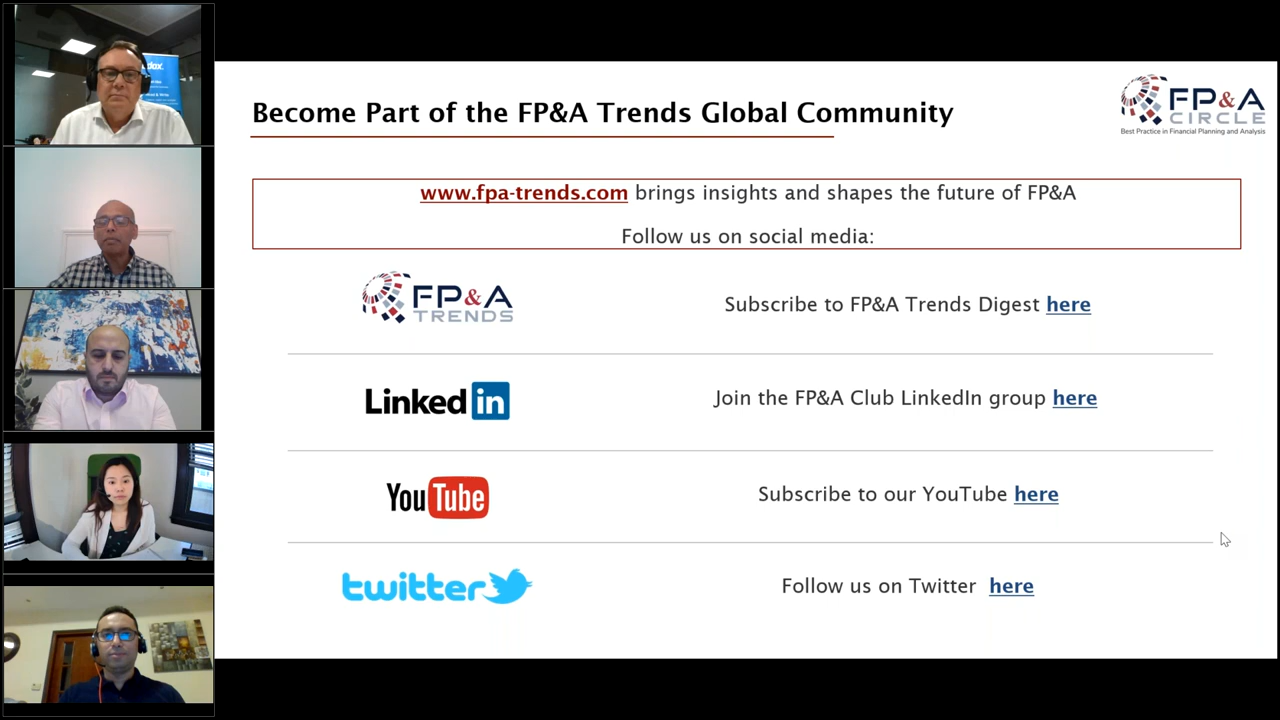 Become Part of the FP&A Trends Global Community
FP&A
CIRCLE
Best Practice in Financial Planning and Analysis
www.fpa-trends.com brings insights and shapes the future of FP&A
Follow us on social media:
FP&A
TRENDS
Subscribe to FP&A Trends Digest here
Linked in
Join the FP&A Club LinkedIn group here
YouTube
Subscribe to our YouTube here
twitter
Follow us on Twitter here